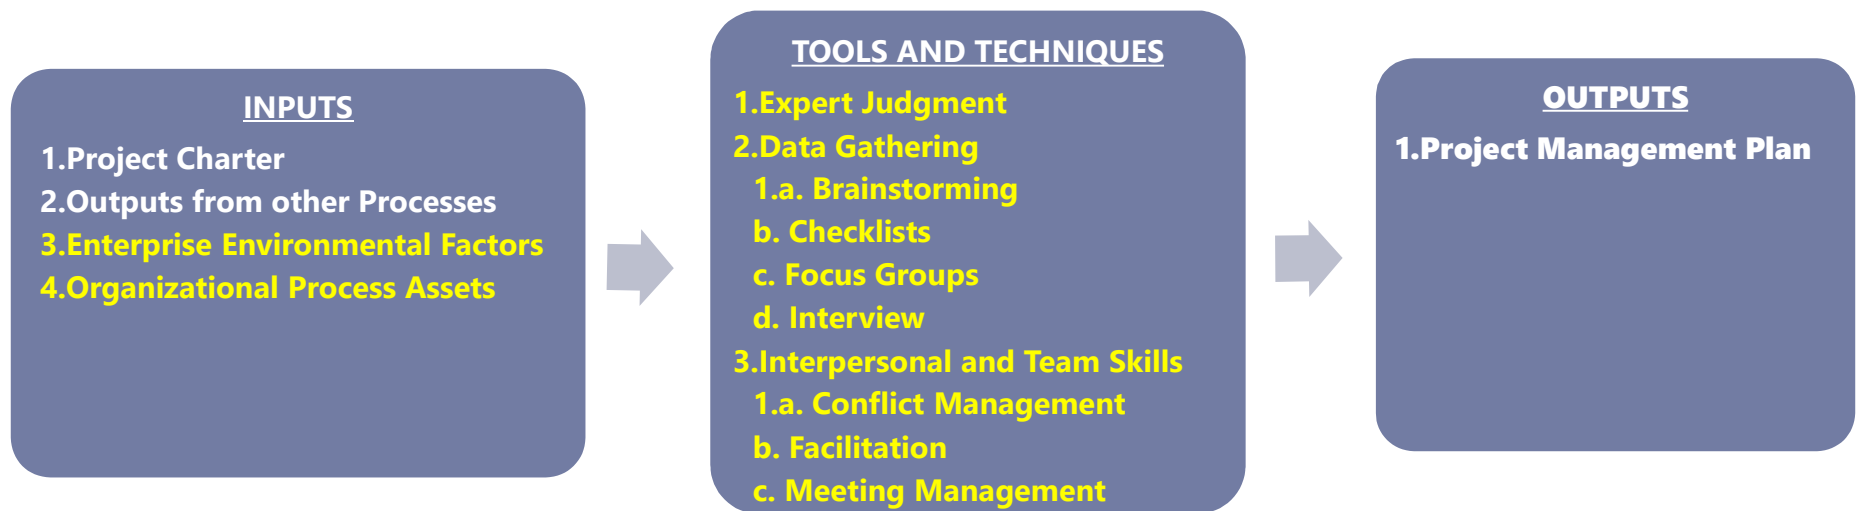 INPUTS
1.Project Charter
2.Outputs from other Processes
3.Enterprise Environmental Factors
4.Organizational Process Assets
TOOLS AND TECHNIQUES
1.Expert Judgment
2.Data Gathering
1.a. Brainstorming
b. Checklists
c. Focus Groups
d. Interview
3.Interpersonal and Team Skills
1.a. Conflict Management
b. Facilitation
c. Meeting Management
OUTPUTS
1.Project Management Plan